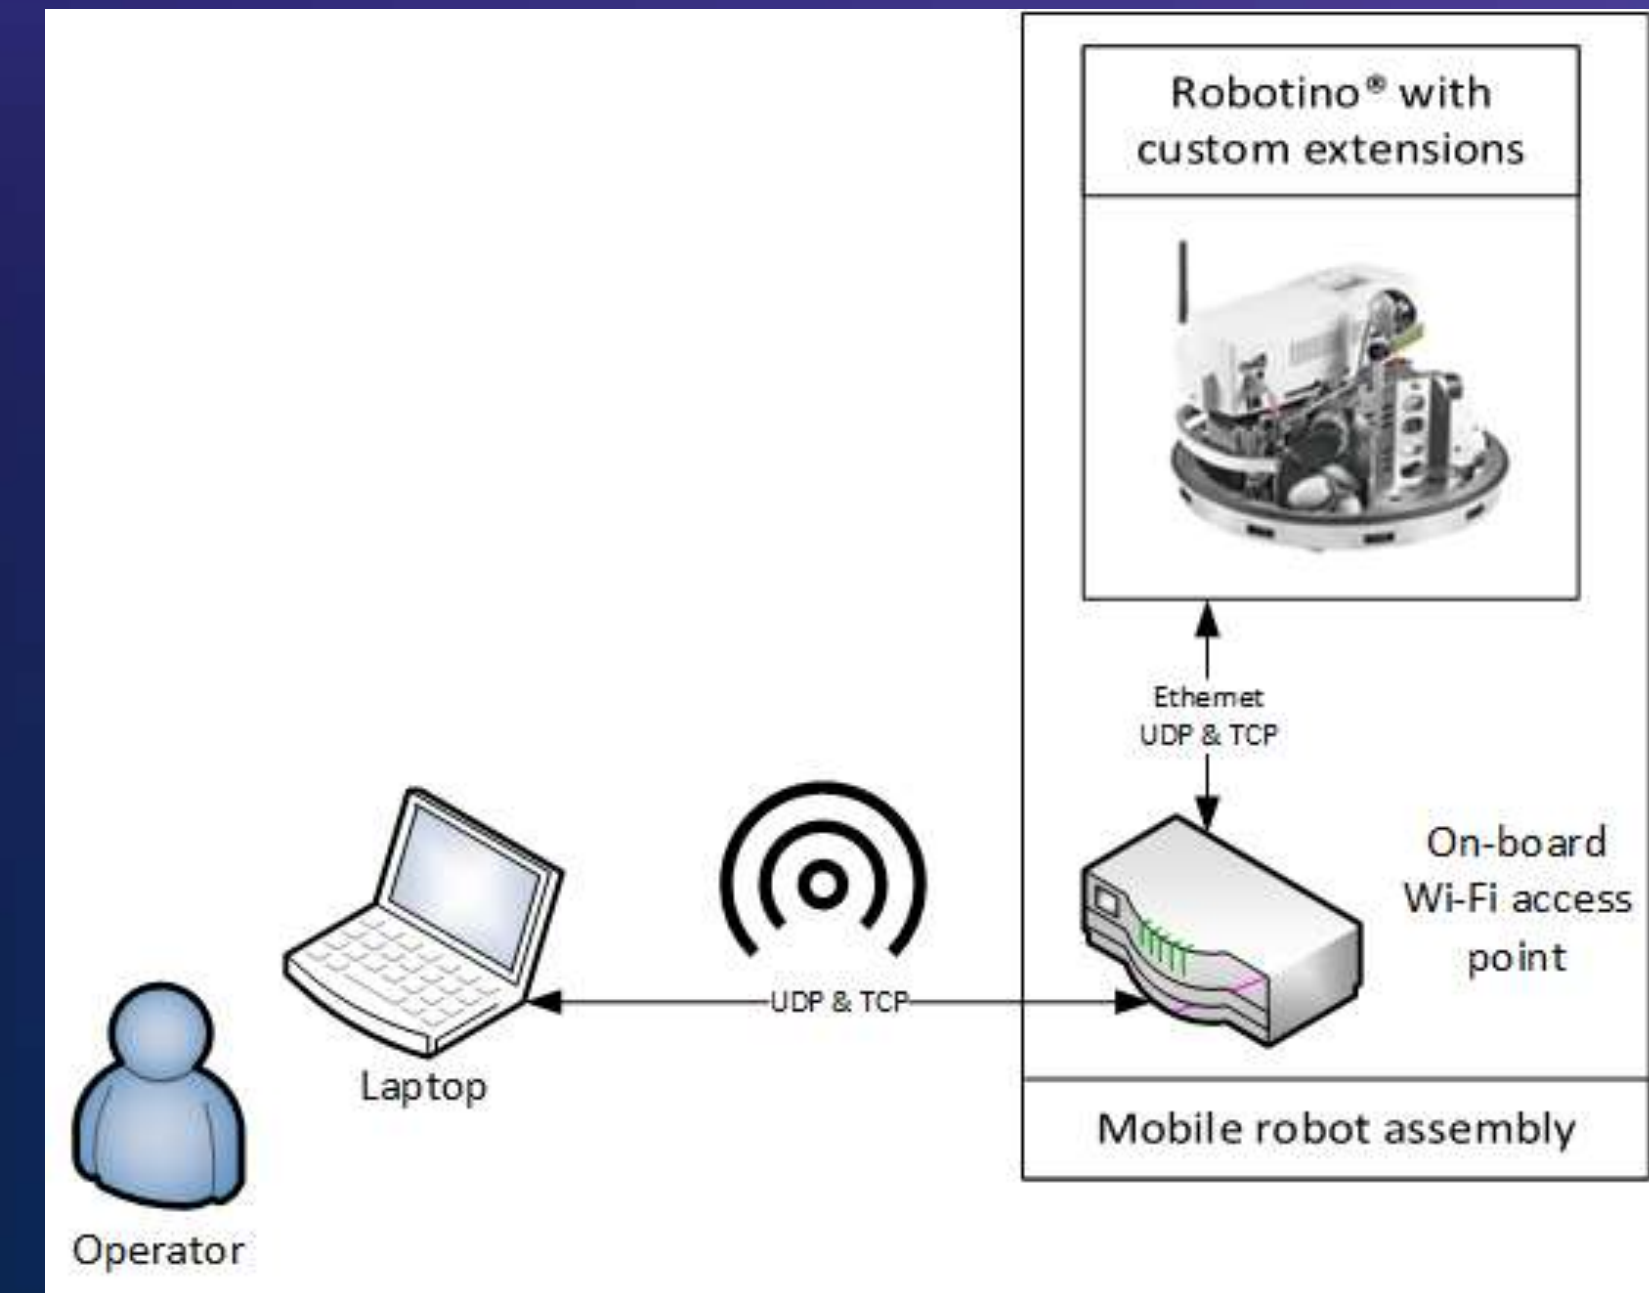 Robotino® with
custom extensions
Ethernet
UDP & TCP
On-board
Wi-Fi access
point
UDP & TCP
Laptop
Mobile robot assembly
Operator